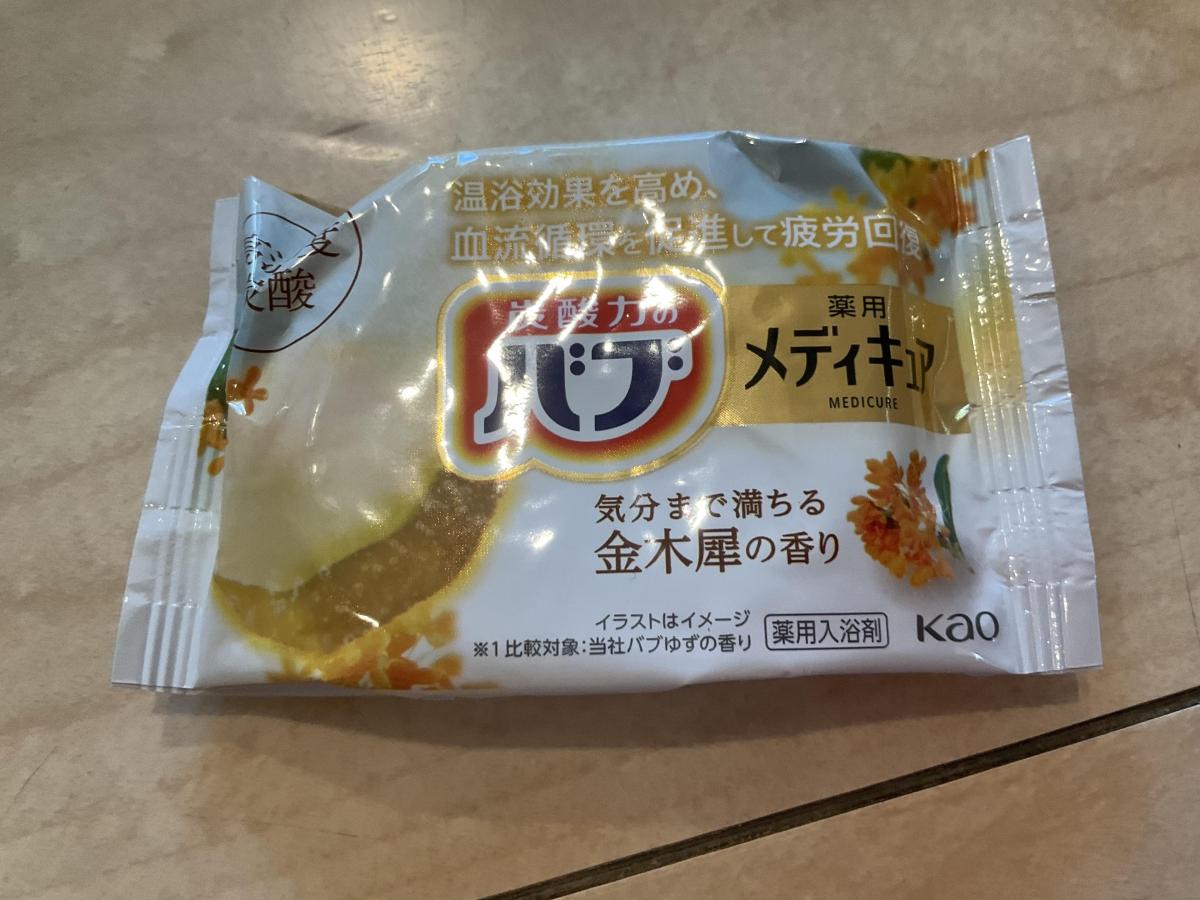 温浴効果を高め、
血流循環を促進して疲労回復
酸
炭酸力の
バブ
薬用
メディキュア
MEDICURE
気分まで満ちる
金木犀の香り
イラストはイメージ
※1比較対象：当社バブゆずの香り
薬用入浴剤
Kao